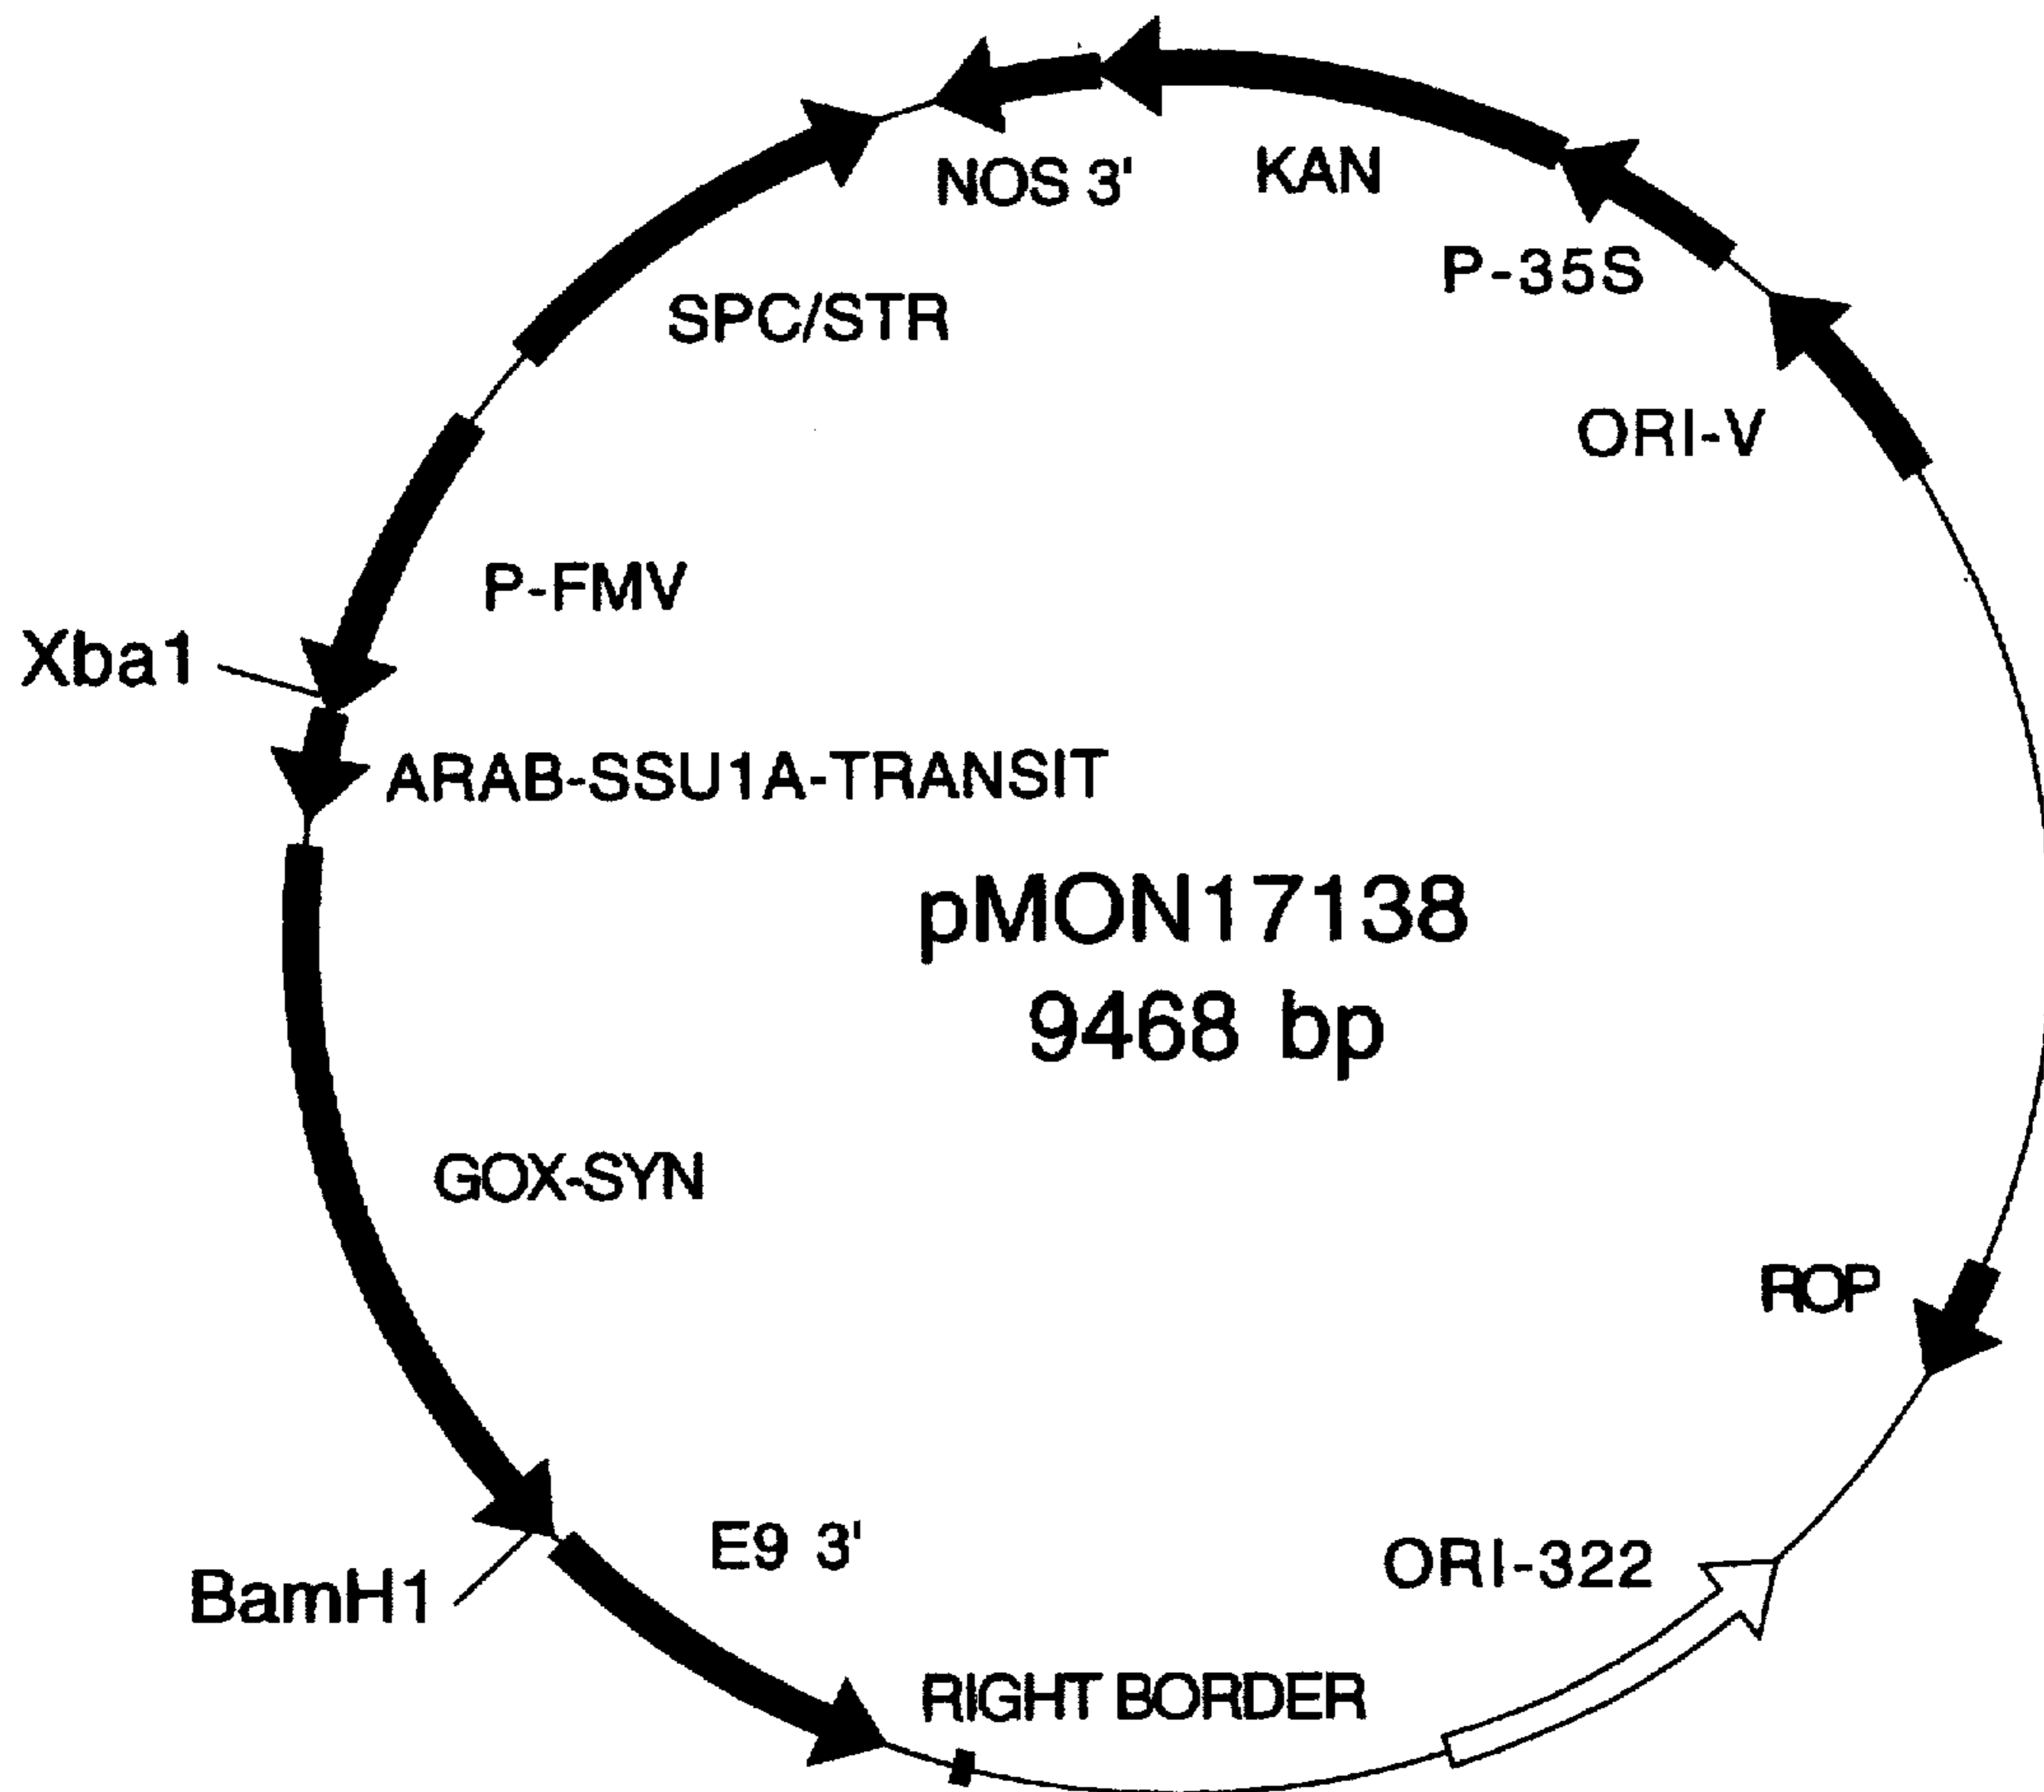 NOS 3'
KAN
P-35S
SPC/STR
ORI-V
P-FMV
Xba1
ARAB-SSU1A-TRANSIT
pMON17138
9468 bp
GOX-SYN
ROP
E9 3'
ORI-322
BamH1
RIGHT BORDER